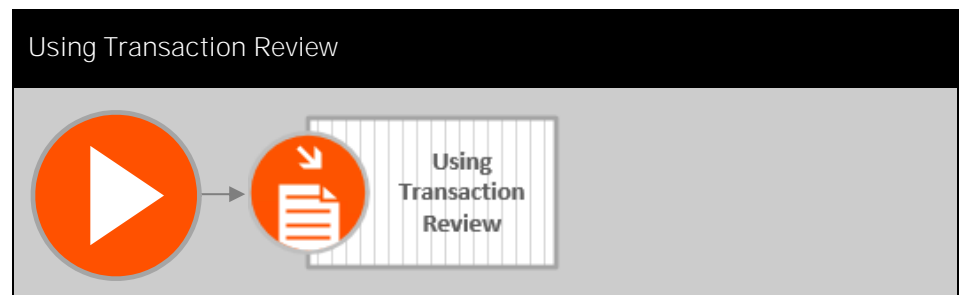 Using Transaction Review
Using
Transaction
Review